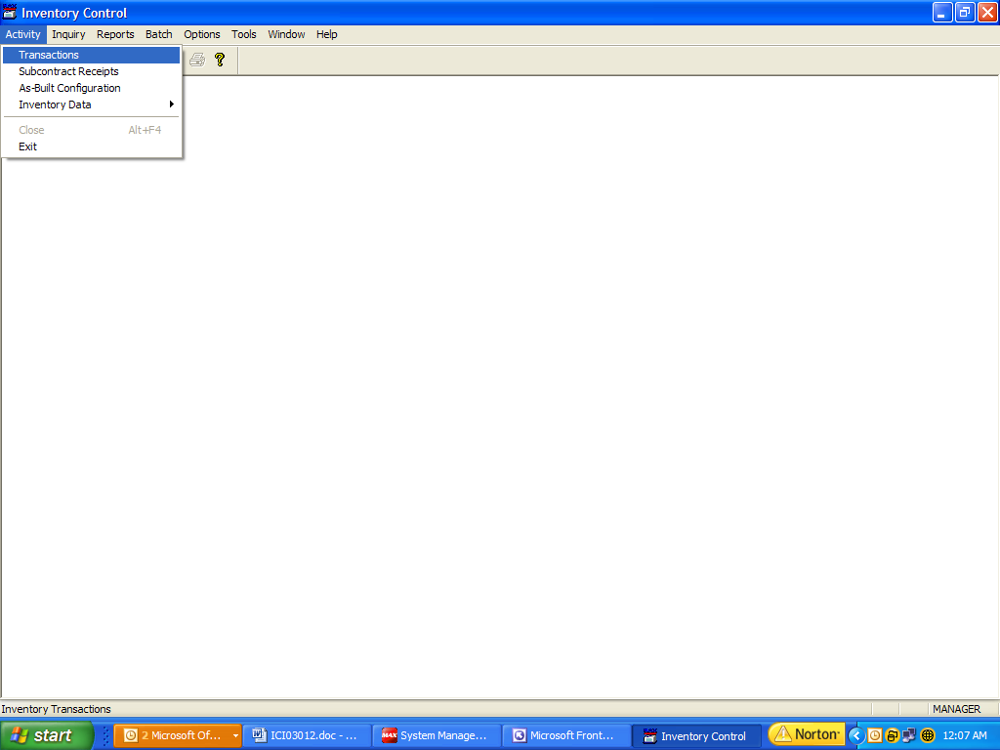 Inventory Control
Activity Inquiry Reports Batch Options Tools Window Help
Transactions
Subcontract Receipts
As-Built Configuration
Inventory Data
Close Alt+F4
Exit
Inventory Transactions MANAGER
start 2 Microsoft Of... ICI03012.doc - ... MAX System Manage... Microsoft Front... Inventory Control Norton 12:07 AM